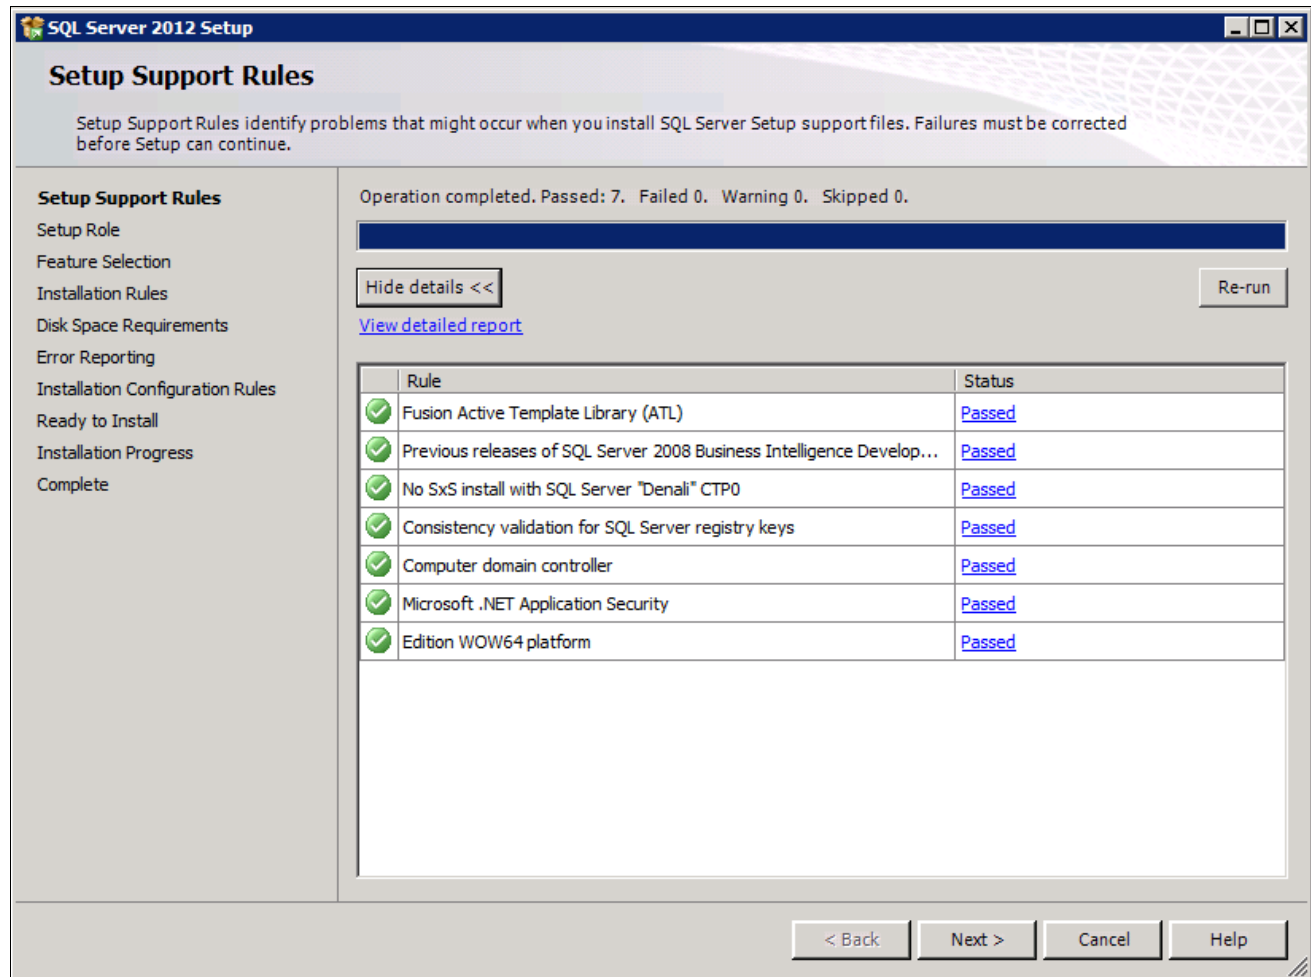 SQL Server 2012 Setup
Setup Support Rules
Setup Support Rules identify problems that might occur when you install SQL Server Setup support files. Failures must be corrected
before Setup can continue.
Setup Support Rules
Setup Role
Feature Selection
Installation Rules
Disk Space Requirements
Error Reporting
Installation Configuration Rules
Ready to Install
Installation Progress
Complete
Operation completed. Passed: 7. Failed 0. Warning 0. Skipped 0.
Hide details <<
Re-run
View detailed report
Rule Status
Fusion Active Template Library (ATL) Passed
Previous releases of SQL Server 2008 Business Intelligence Develop... Passed
No SxS install with SQL Server "Denali" CTP0 Passed
Consistency validation for SQL Server registry keys Passed
Computer domain controller Passed
Microsoft .NET Application Security Passed
Edition WOW64 platform Passed
< Back Next > Cancel Help